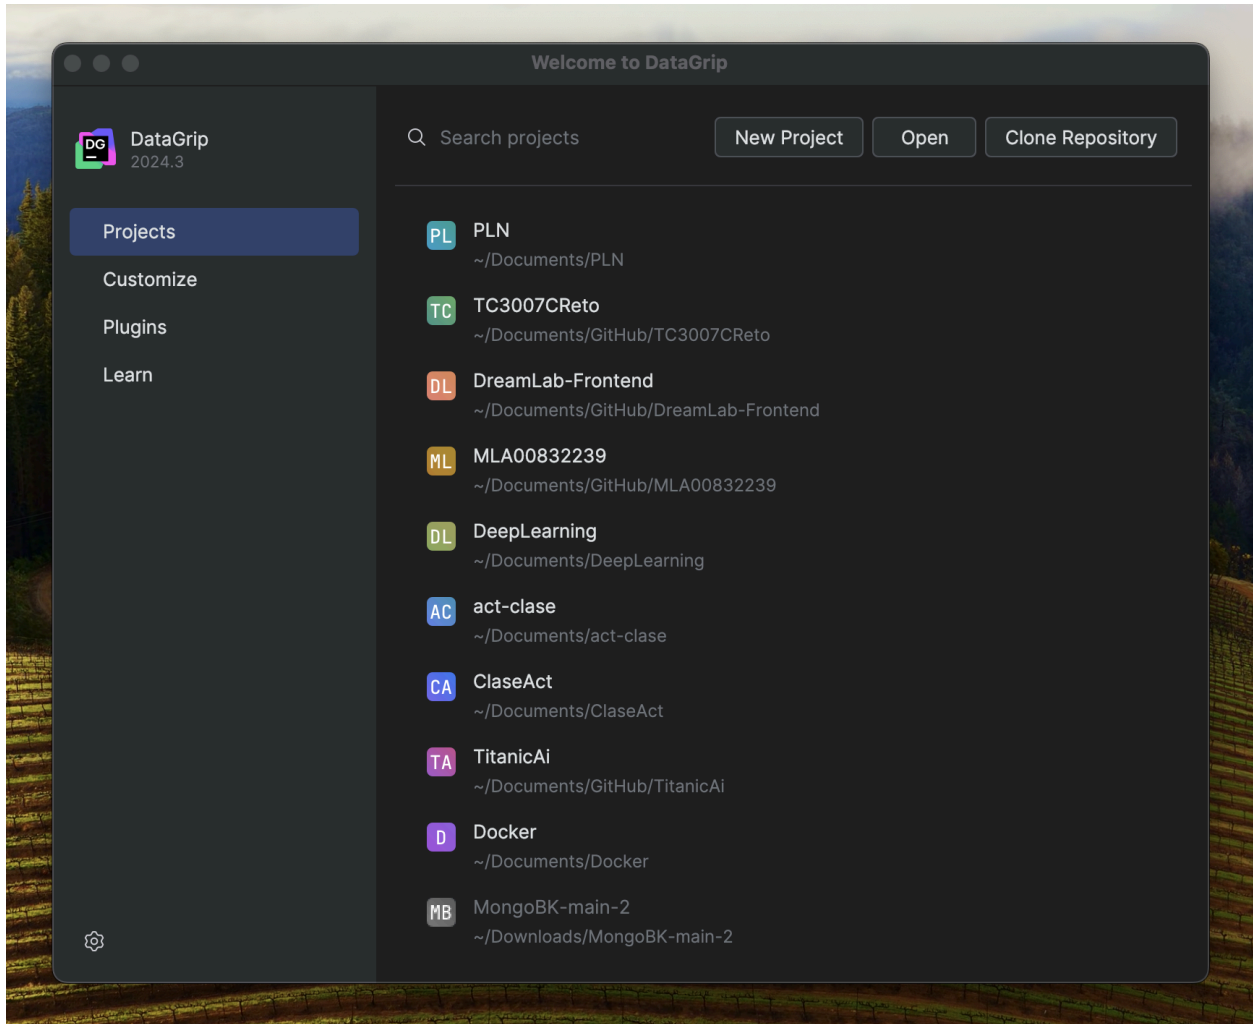 Welcome to DataGrip
DG
DataGrip
2024.3
Projects
Customize
Plugins
Learn
Search projects
New Project
Open
Clone Repository
PL
PLN
~/Documents/PLN
TC
TC3007CReto
~/Documents/GitHub/TC3007CReto
DL
DreamLab-Frontend
~/Documents/GitHub/DreamLab-Frontend
ML
MLA00832239
~/Documents/GitHub/MLA00832239
DL
DeepLearning
~/Documents/DeepLearning
AC
act-clase
~/Documents/act-clase
CA
ClaseAct
~/Documents/ClaseAct
TA
TitanicAi
~/Documents/GitHub/TitanicAi
D
Docker
~/Documents/Docker
MB
MongoBK-main-2
~/Downloads/MongoBK-main-2